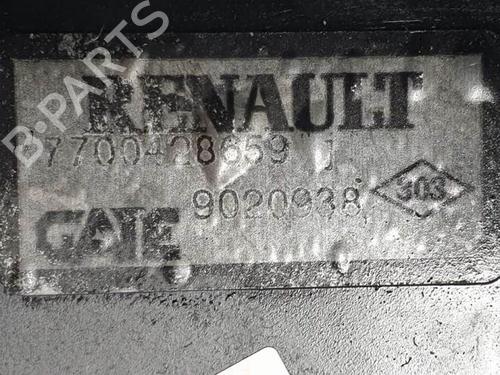 RENAULT
7700428659 j
9020938 303
GATE
B-PARTS